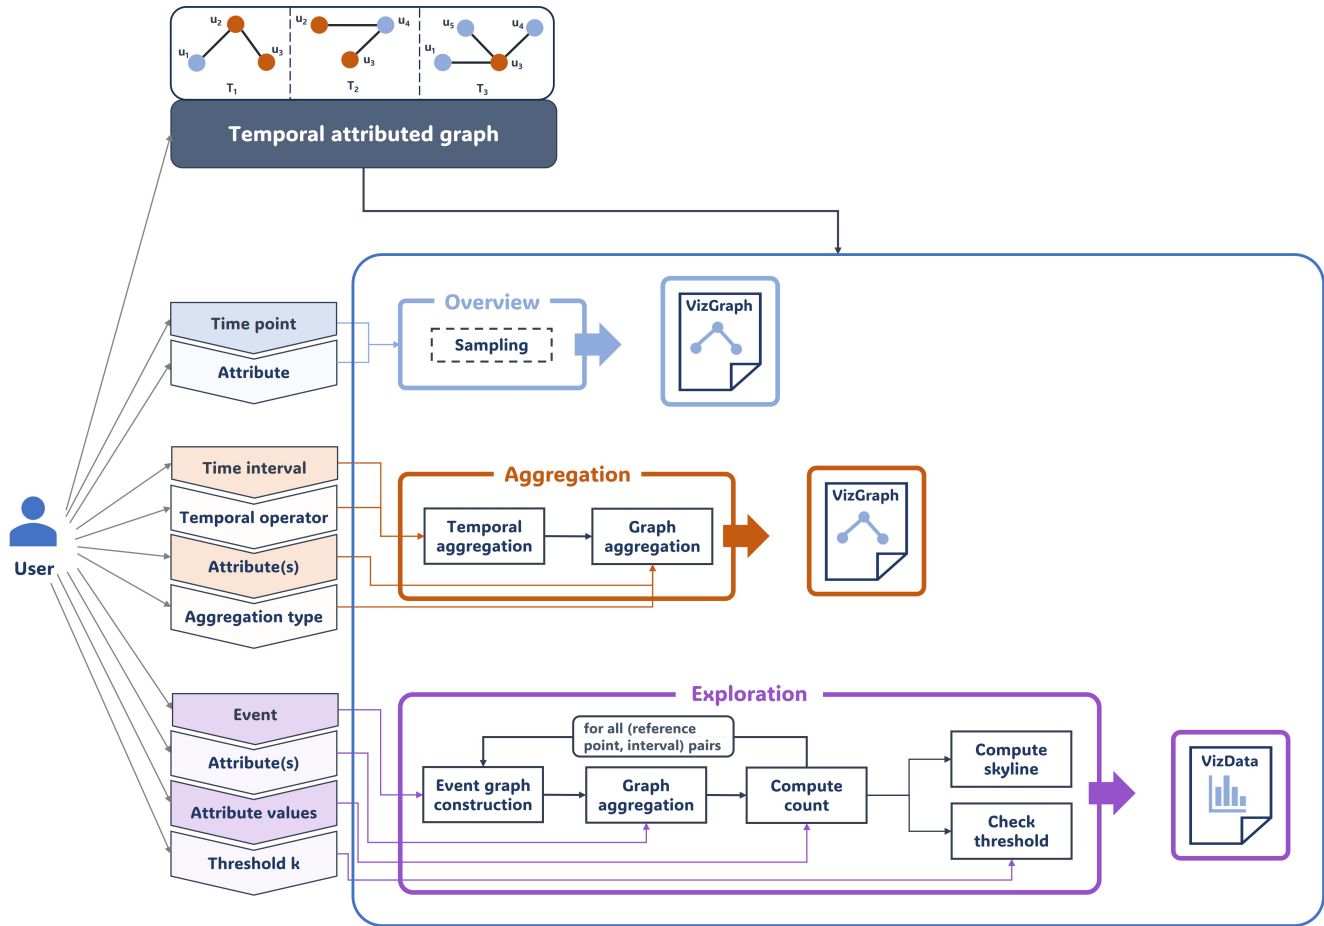 u2
u1
u3
T1
u2
u4
u3
T2
u5
u4
u1
u3
T3
Temporal attributed graph
Time point
Attribute
Overview
Sampling
VizGraph
User
Time interval
Temporal operator
Attribute(s)
Aggregation type
Aggregation
Temporal
aggregation
Graph
aggregation
VizGraph
Event
Attribute(s)
Attribute values
Threshold k
Exploration
for all (reference
point, interval) pairs
Event graph
construction
Graph
aggregation
Compute
count
Compute
skyline
Check
threshold
VizData